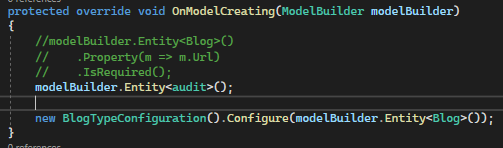 protected override void OnModelCreating(ModelBuilder modelBuilder)
{
//modelBuilder.Entity<Blog>()
//    .Property(m => m.Url)
//    .IsRequired();
modelBuilder.Entity<audit>();
new BlogTypeConfiguration().Configure(modelBuilder.Entity<Blog>());
}
0 references